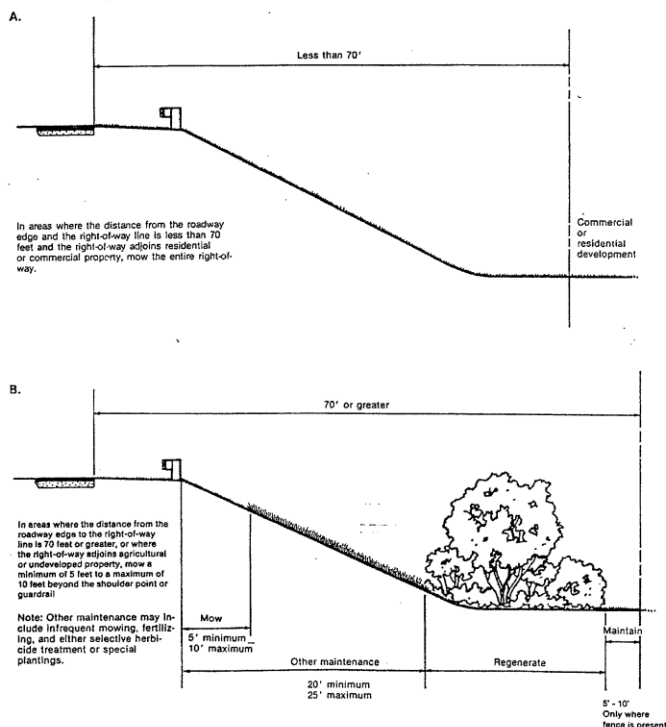 A.
Less than 70'
In areas where the distance from the roadway
edge and the right-of-way line is less than 70
feet and the right-of-way adjoins residential
or commercial property, mow the entire right-of-
way.
Commercial
or
residential
development
B.
70' or greater
In areas where the distance from the
roadway edge to the right-of-way
line is 70 feet or greater, or where
the right-of-way adjoins agricultural
or undeveloped property, mow a
minimum of 5 feet to a maximum of
10 feet beyond the shoulder point or
guardrail
Note: Other maintenance may in-
clude infrequent mowing, fertiliz-
ing, and either selective herbi-
cide treatment or special
plantings.
Mow
5' minimum
10' maximum
Other maintenance
20' minimum
25' maximum
Regenerate
Maintain
5' - 10'
Only where
fence is present